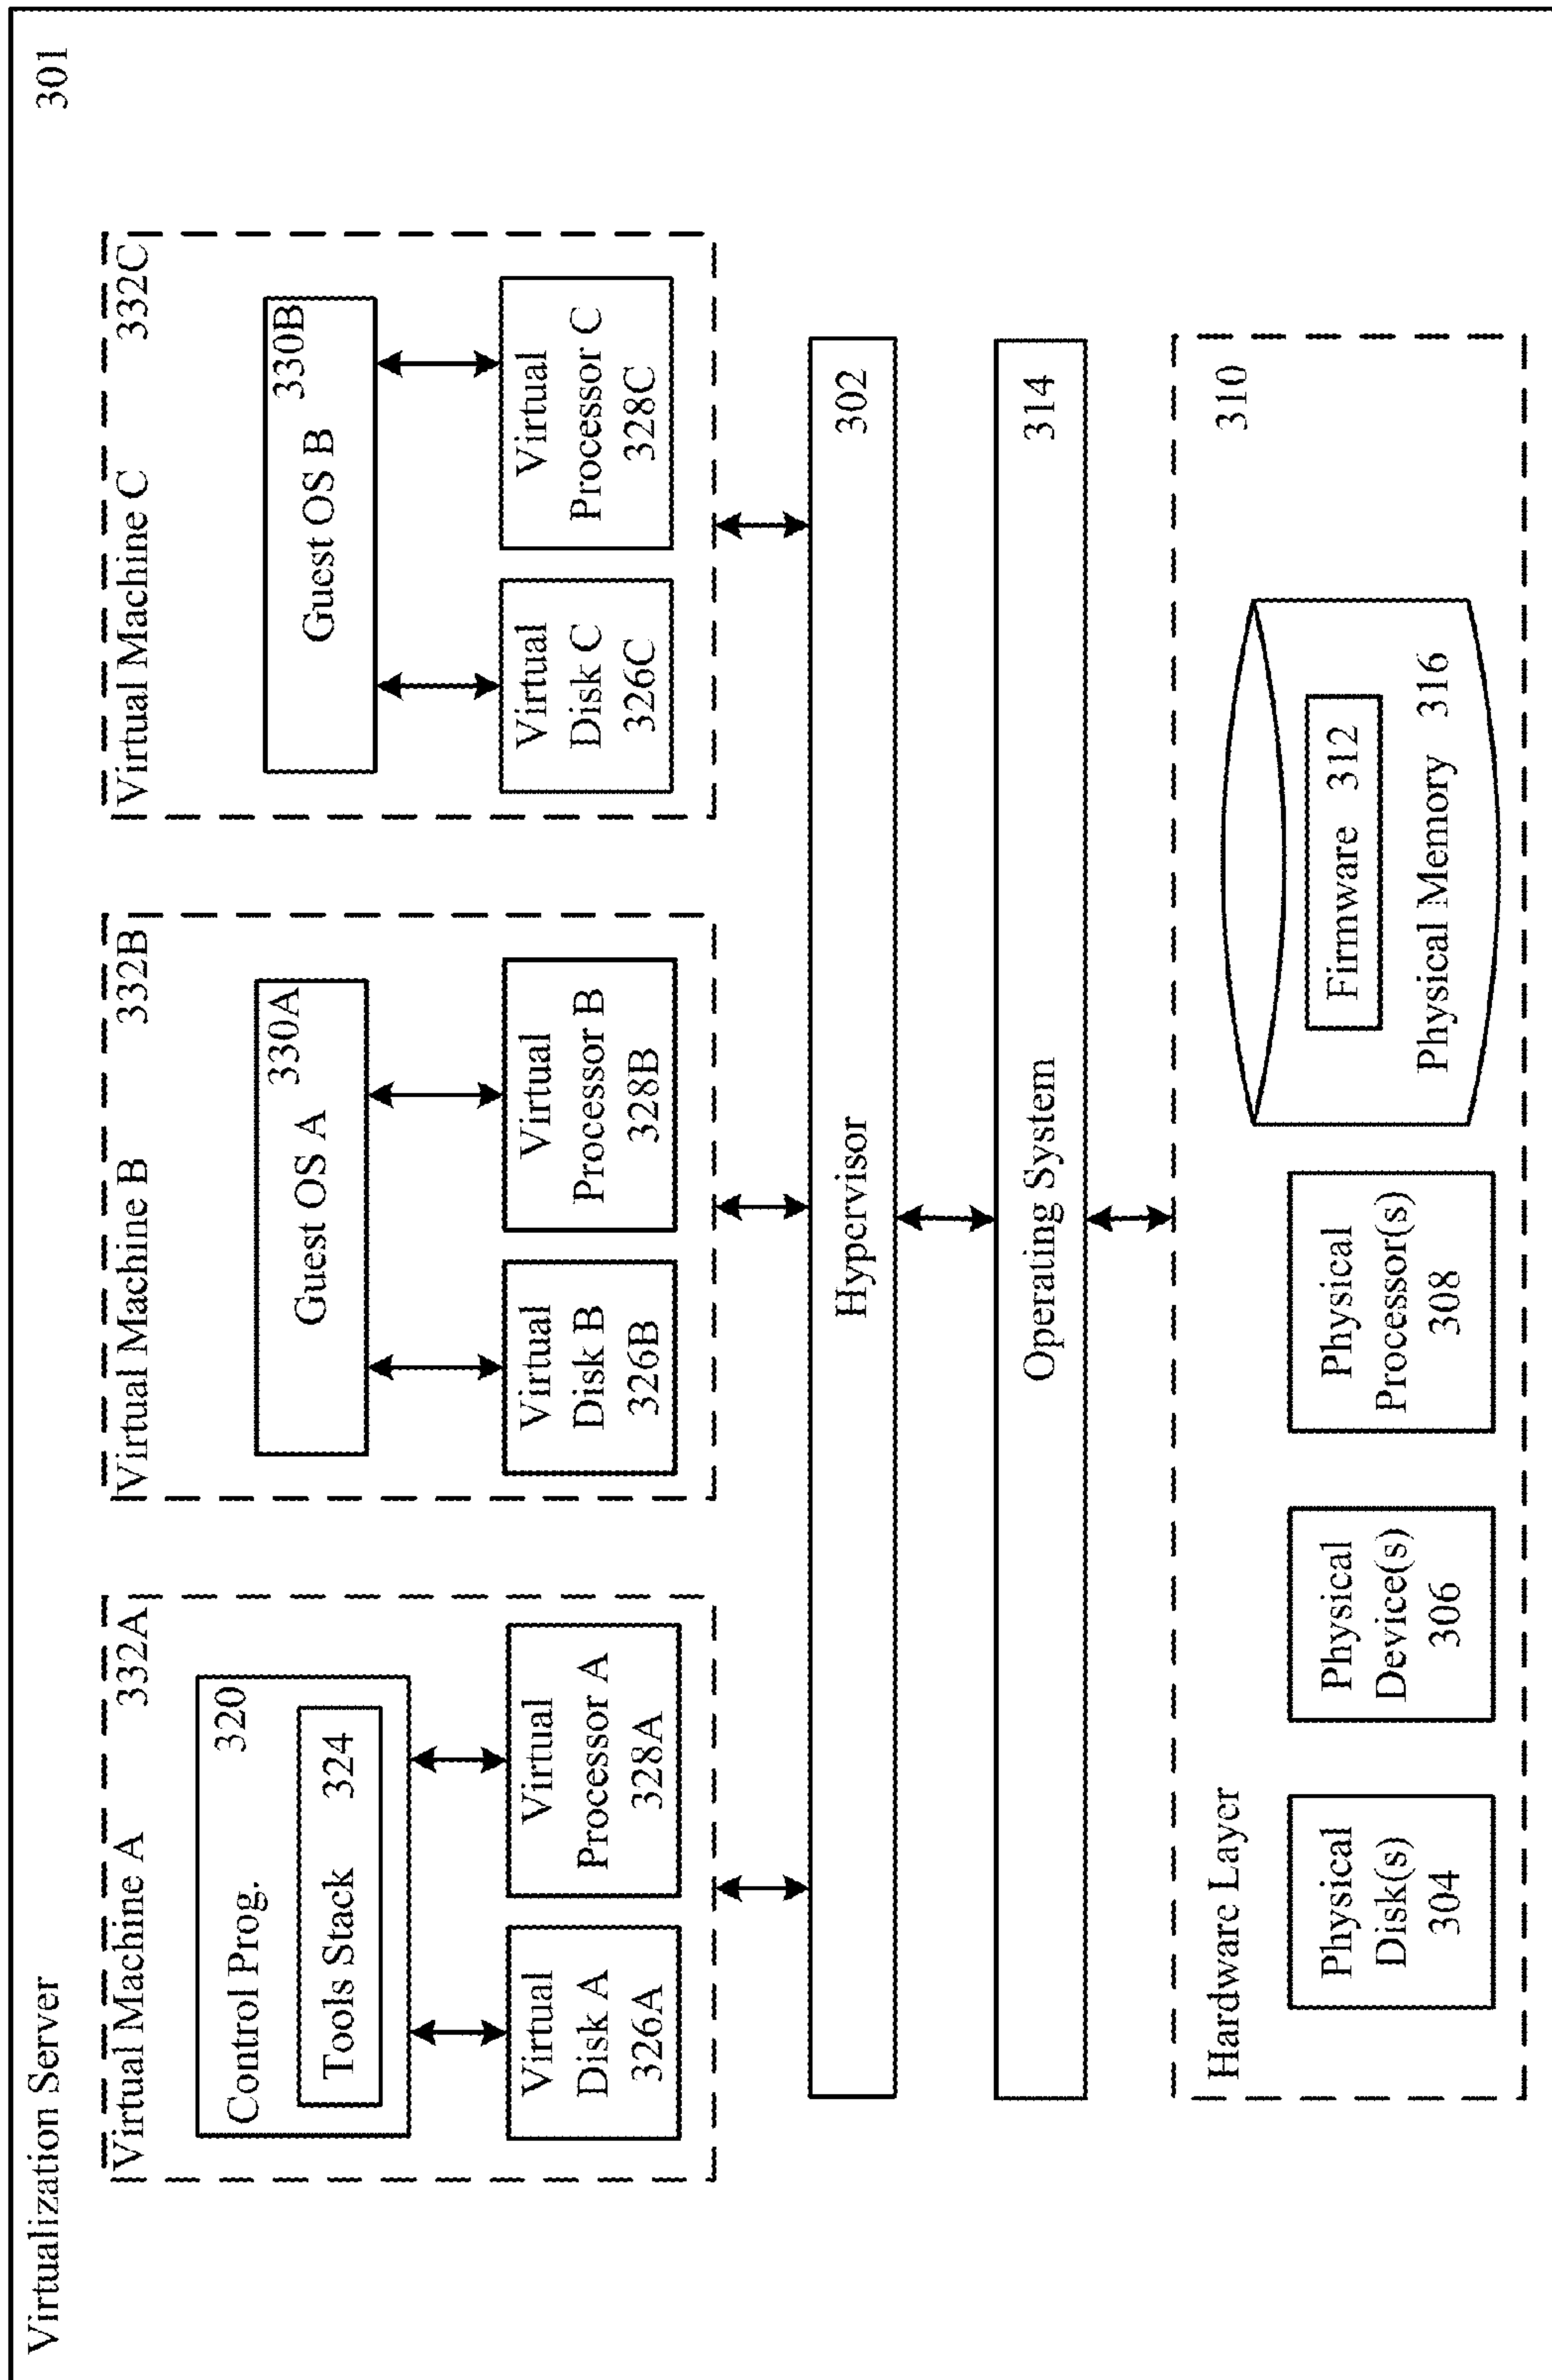 Virtualization Server
301
Virtual Machine A 332A
Control Prog. 320
Tools Stack 324
Virtual
Disk A
326A
Virtual
Processor A
328A
Virtual Machine B 332B
330A
Guest OS A
Virtual
Disk B
326B
Virtual
Processor B
328B
Virtual Machine C 332C
330B
Guest OS B
Virtual
Disk C
326C
Virtual
Processor C
328C
Hypervisor 302
Operating System 314
Hardware Layer 310
Physical
Disk(s)
304
Physical
Device(s)
306
Physical
Processor(s)
308
Firmware 312
Physical Memory 316